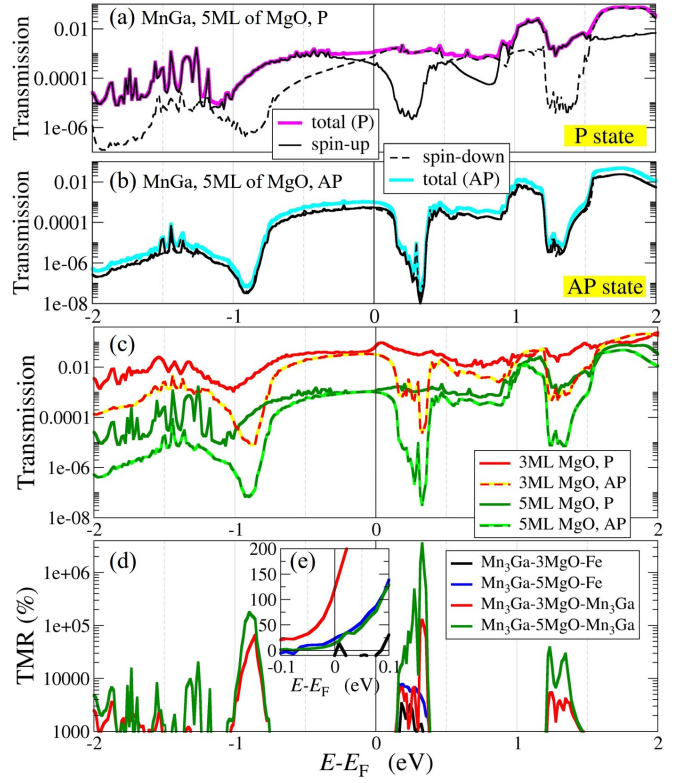 (a) MnGa, 5ML of MgO, P
Transmission
0.01
0.0001
1e-06
total (P)
spin-up
P state
spin-down
total (AP)
(b) MnGa, 5ML of MgO, AP
Transmission
0.01
0.0001
1e-06
1e-08
AP state
-2 -1 0 1 2
(c)
Transmission
0.01
0.0001
1e-06
1e-08
3ML MgO, P
3ML MgO, AP
5ML MgO, P
5ML MgO, AP
-2 -1 0 1 2
(d)
TMR (%)
1e+06
1e+05
10000
1000
(e)
200
150
100
50
0
-0.1 0 0.1
E-EF (eV)
Mn3Ga-3MgO-Fe
Mn3Ga-5MgO-Fe
Mn3Ga-3MgO-Mn3Ga
Mn3Ga-5MgO-Mn3Ga
-2 -1 0 1 2
E-EF (eV)